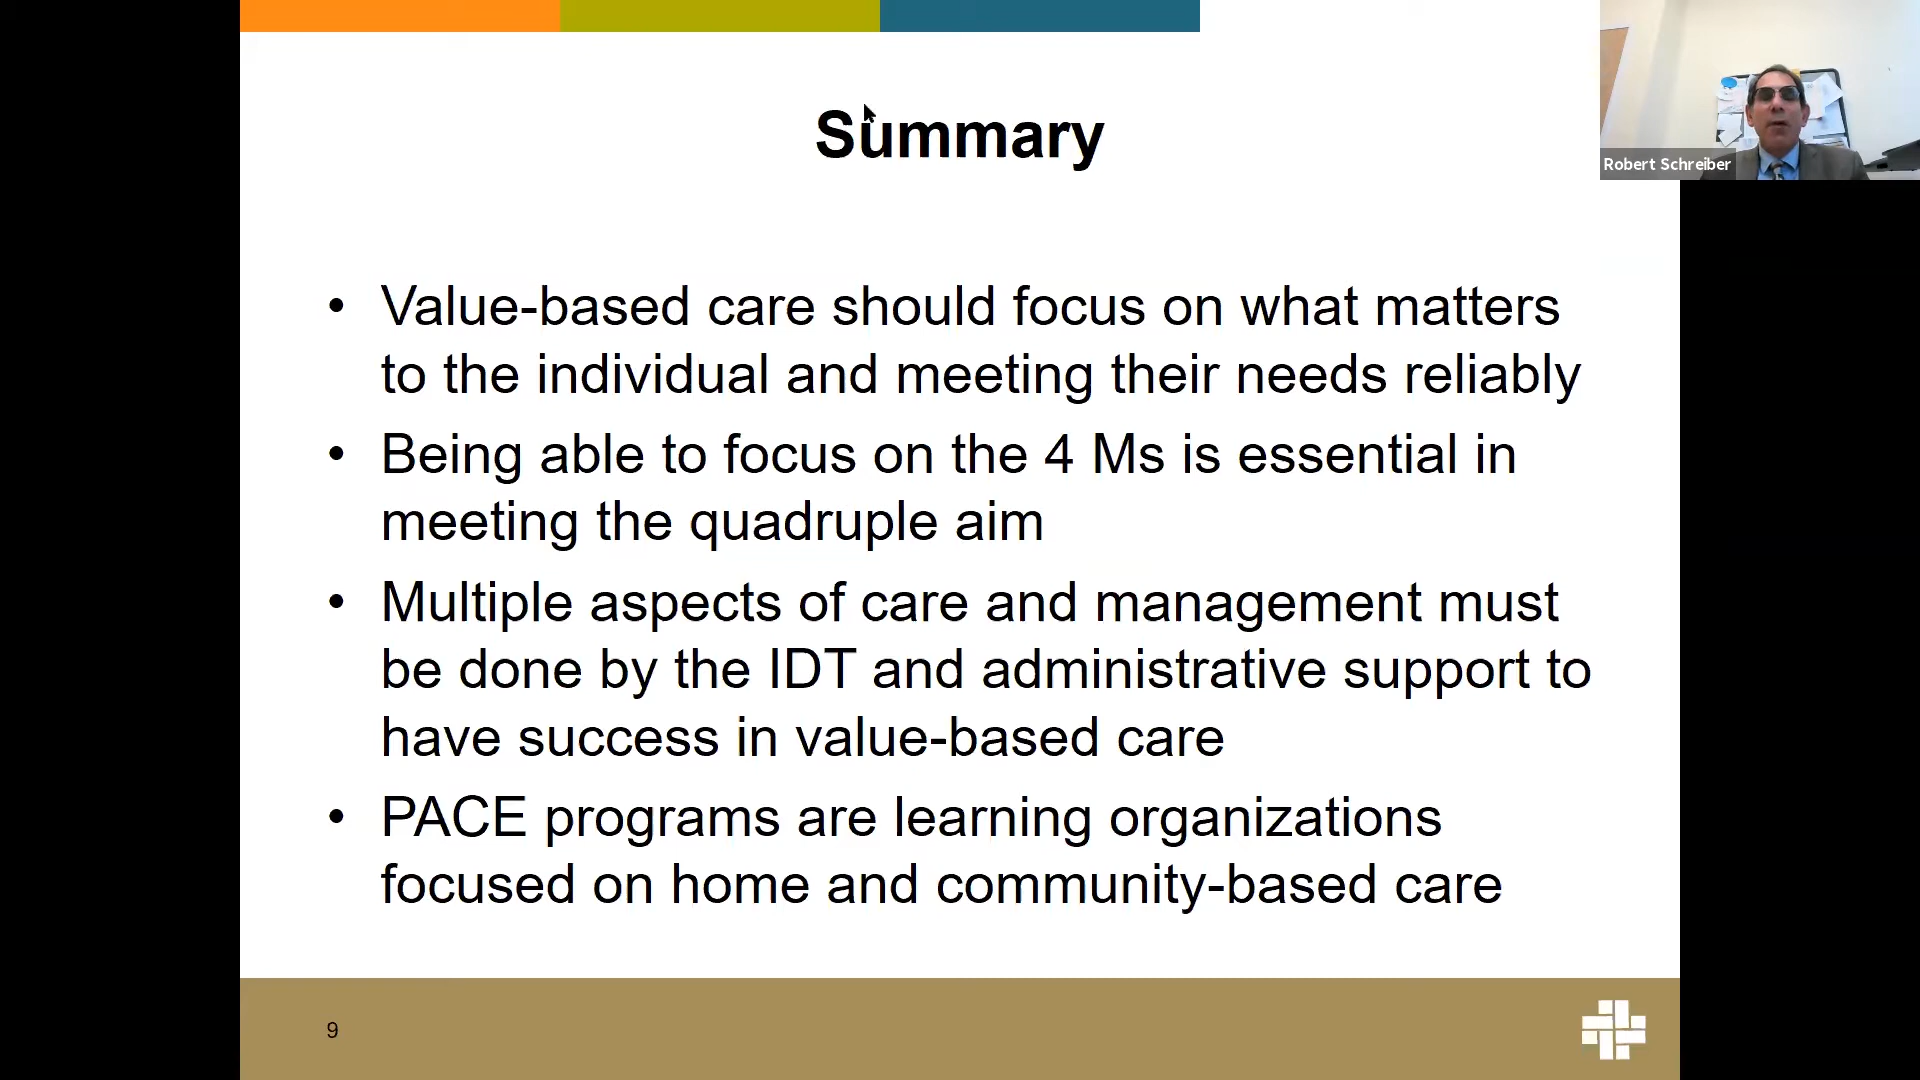 Summary
Robert Schreiber
• Value-based care should focus on what matters
to the individual and meeting their needs reliably
• Being able to focus on the 4 Ms is essential in
meeting the quadruple aim
• Multiple aspects of care and management must
be done by the IDT and administrative support to
have success in value-based care
• PACE programs are learning organizations
focused on home and community-based care
9